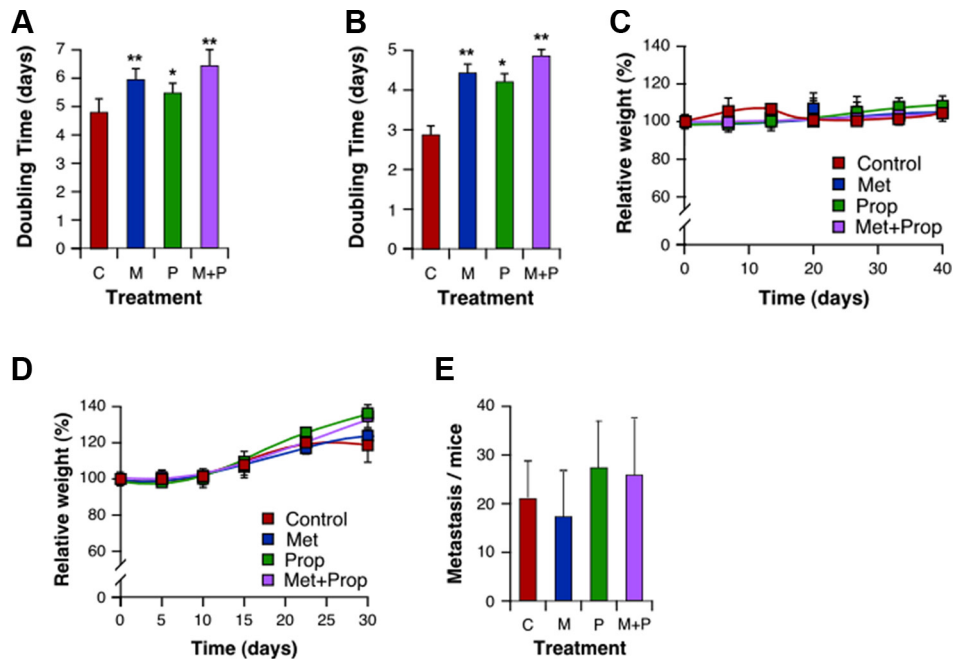 A
Doubling Time (days)
7
6
5
4
3
2
1
0
**
*
**
C M P M+P
Treatment
B
Doubling Time (days)
5
4
3
2
1
0
**
*
**
C M P M+P
Treatment
C
Relative weight (%)
140
120
100
80
60
0
Control
Met
Prop
Met+Prop
0 10 20 30 40
Time (days)
D
Relative weight (%)
140
120
100
80
60
0
Control
Met
Prop
Met+Prop
0 5 10 15 20 25 30
Time (days)
E
Metastasis / mice
40
30
20
10
0
C M P M+P
Treatment